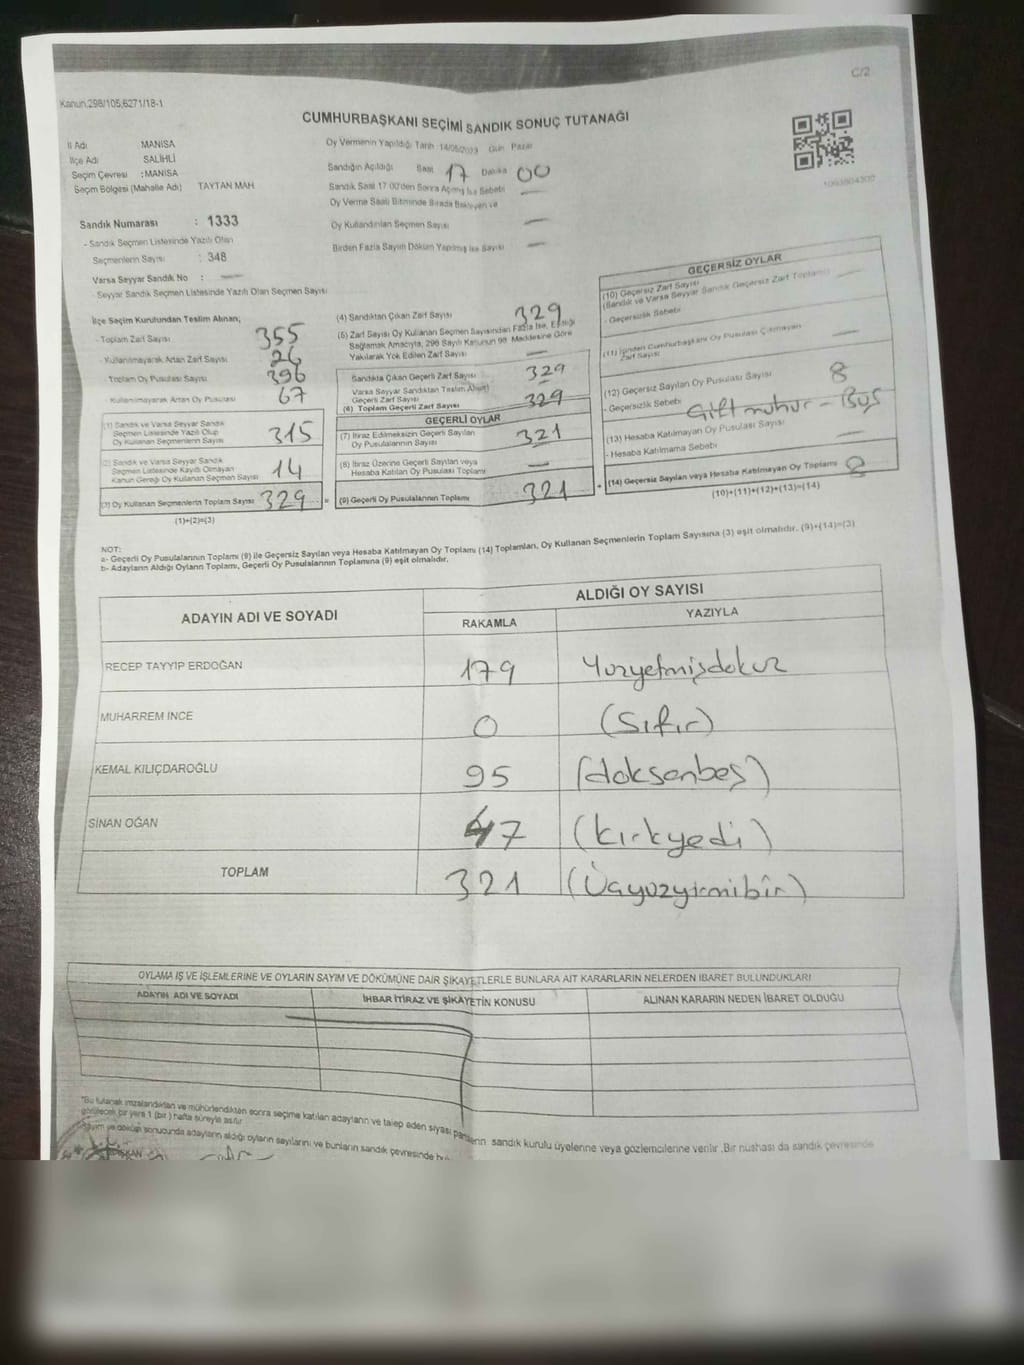 C/2
Kanun.298/105,6271/18-1
CUMHURBAŞKANI SEÇİMİ SANDIK SONUÇ TUTANAĞI
İl Adı MANİSA
İlçe Adı SALİHLİ
Seçim Çevresi :MANİSA
Seçim Bölgesi (Mahalle Adı) TAYTAN MAH
Sandık Numarası : 1333
- Sandık Seçmen Listesinde Yazılı Olan
Seçmenlerin Sayısı : 348
Varsa Seyyar Sandık No : —
- Seyyar Sandık Seçmen Listesinde Yazılı Olan Seçmen Sayısı
Oy Vermenin Yapıldığı Tarih :14/05/2023 Gün Pazar
Sandığın Açıldığı Saat 17 Dakika 00
Sandık Saat 17:00'den Sonra Açılmış İse Sebebi —
Oy Verme Saati Bitiminde Sırada Bekleyen ve
Oy Kullandırılan Seçmen Sayısı —
Birden Fazla Sayım Döküm Yapılmış İse Sayısı —
1093804300
İlçe Seçim Kurulundan Teslim Alınan;
- Toplam Zarf Sayısı 355
- Kullanılmayarak Artan Zarf Sayısı 26
- Toplam Oy Pusulası Sayısı 396
- Kullanılmayarak Artan Oy Pusulası 67
(1) Sandık ve Varsa Seyyar Sandık
Seçmen Listesinde Yazılı Olup
Oy Kullanan Seçmenlerin Sayısı 315
(2) Sandık ve Varsa Seyyar Sandık
Seçmen Listesinde Kayıtlı Olmayan
Kanun Gereği Oy Kullanan Seçmen Sayısı 14
(3) Oy Kullanan Seçmenlerin Toplam Sayısı 329 =
(1)+(2)=(3)
(4) Sandıktan Çıkan Zarf Sayısı 329
(5) Zarf Sayısı Oy Kullanan Seçmen Sayısından Fazla İse, Eşitliği
Sağlamak Amacıyla, 298 Sayılı Kanunun 98. Maddesine Göre
Yakılarak Yok Edilen Zarf Sayısı —
Sandıkta Çıkan Geçerli Zarf Sayısı 329
Varsa Seyyar Sandıktan Teslim Alınan
Geçerli Zarf Sayısı
(6) Toplam Geçerli Zarf Sayısı 329
GEÇERLİ OYLAR
(7) İtiraz Edilmeksizin Geçerli Sayılan
Oy Pusulalarının Sayısı 321
(8) İtiraz Üzerine Geçerli Sayılan veya
Hesaba Katılan Oy Pusulası Toplamı —
(9) Geçerli Oy Pusulalarının Toplamı 321 +
GEÇERSİZ OYLAR
(10) Geçersiz Zarf Sayısı
(Sandık ve Varsa Seyyar Sandık Geçersiz Zarf Toplamı) —
- Geçersizlik Sebebi
(11) İçinden Cumhurbaşkanı Oy Pusulası Çıkmayan
Zarf Sayısı —
(12) Geçersiz Sayılan Oy Pusulası Sayısı 8
- Geçersizlik Sebebi Çift mühür - Boş
(13) Hesaba Katılmayan Oy Pusulası Sayısı —
- Hesaba Katılmama Sebebi
(14) Geçersiz Sayılan veya Hesaba Katılmayan Oy Toplamı 8
(10)+(11)+(12)+(13)=(14)
NOT:
a- Geçerli Oy Pusulalarının Toplamı (9) ile Geçersiz Sayılan veya Hesaba Katılmayan Oy Toplamı (14) Toplamları, Oy Kullanan Seçmenlerin Toplam Sayısına (3) eşit olmalıdır. (9)+(14)=(3)
b- Adayların Aldığı Oyların Toplamı, Geçerli Oy Pusulalarının Toplamına (9) eşit olmalıdır.
ADAYIN ADI VE SOYADI ALDIĞI OY SAYISI
RAKAMLA YAZIYLA
RECEP TAYYİP ERDOĞAN 179 Yüzyetmişdokuz
MUHARREM İNCE 0 (Sıfır)
KEMAL KILIÇDAROĞLU 95 (doksanbeş)
SİNAN OĞAN 47 (kırkyedi)
TOPLAM 321 (Üçyüzyirmibir)
OYLAMA İŞ VE İŞLEMLERİNE VE OYLARIN SAYIM VE DÖKÜMÜNE DAİR ŞİKAYETLERLE BUNLARA AİT KARARLARIN NELERDEN İBARET BULUNDUKLARI
ADAYIN ADI VE SOYADI İHBAR İTİRAZ VE ŞİKAYETİN KONUSU ALINAN KARARIN NEDEN İBARET OLDUĞU
"Bu tutanak imzalandıktan ve mühürlendikten sonra seçime katılan adayların ve talep eden siyasi partilerin sandık kurulu üyelerine veya gözlemcilerine verilir .Bir nüshası da sandık çevresinde
görülecek bir yere 1 (bir) hafta süreyle asılır
Sayım ve döküm sonucunda adayların aldığı oyların sayılarını ve bunların sandık çevresinde
BAŞKAN